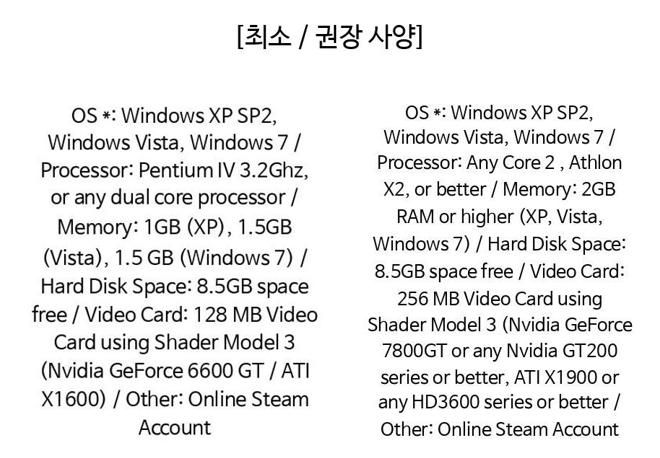 [최소 / 권장 사양]
OS *: Windows XP SP2,
Windows Vista, Windows 7 /
Processor: Pentium IV 3.2Ghz,
or any dual core processor /
Memory: 1GB (XP), 1.5GB
(Vista), 1.5 GB (Windows 7) /
Hard Disk Space: 8.5GB space
free / Video Card: 128 MB Video
Card using Shader Model 3
(Nvidia GeForce 6600 GT / ATI
X1600) / Other: Online Steam
Account
OS *: Windows XP SP2,
Windows Vista, Windows 7 /
Processor: Any Core 2 , Athlon
X2, or better / Memory: 2GB
RAM or higher (XP, Vista,
Windows 7) / Hard Disk Space:
8.5GB space free / Video Card:
256 MB Video Card using
Shader Model 3 (Nvidia GeForce
7800GT or any Nvidia GT200
series or better, ATI X1900 or
any HD3600 series or better /
Other: Online Steam Account